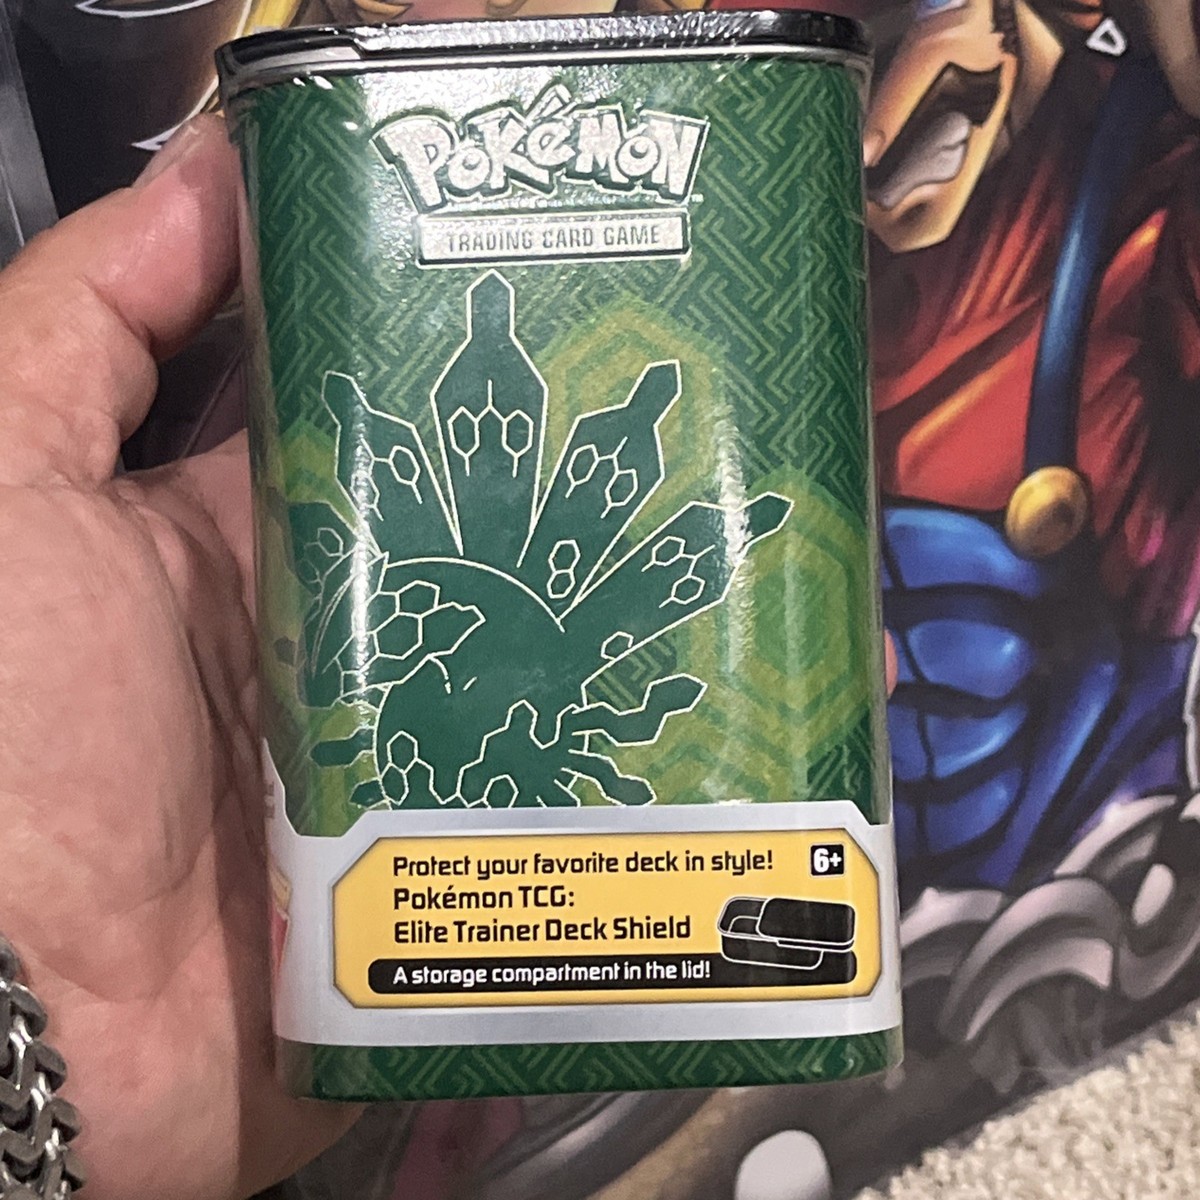 Pokémon
TRADING CARD GAME
Protect your favorite deck in style!
6+
Pokémon TCG:
Elite Trainer Deck Shield
A storage compartment in the lid!